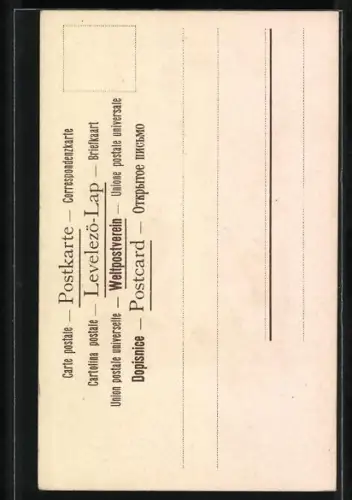 Carte postale — Postkarte — Correspondenzkarte
Cartolina postale — Levelezö-Lap — Briefkaart
Union postale universelle — Weltpostverein — Unione postale universale
Dopisnice — Postcard — Открытое письмо